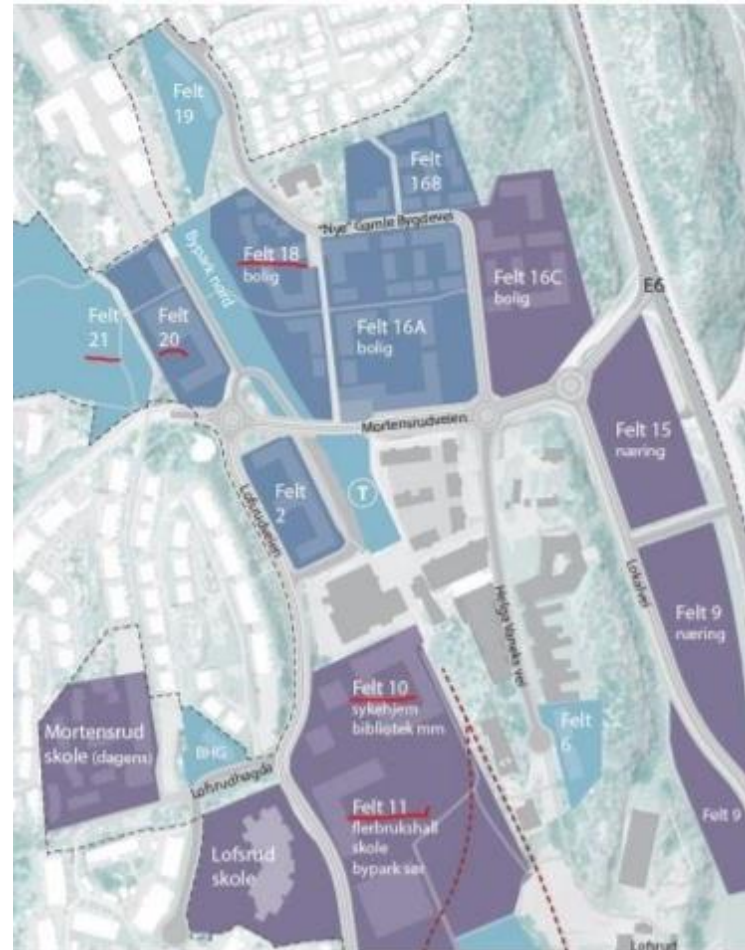 Felt
19
Felt
16B
"Nye" Gamle Bygdevei
Bypark nord
Felt 18
bolig
Felt 16C
bolig
E6
Felt
21
Felt
20
Felt 16A
bolig
Mortensrudveien
Felt 15
næring
Felt
2
T
Lofsrudveien
Lokalvei
Helga Vaneks vei
Felt 9
næring
Felt 10
sykehjem
bibliotek mm
Felt
6
Mortensrud
skole (dagens)
BHG
Lofsrudhøgda
Felt 11
flerbrukshall
skole
bypark sør
Felt 9
Lofsrud
skole
Lofsrud